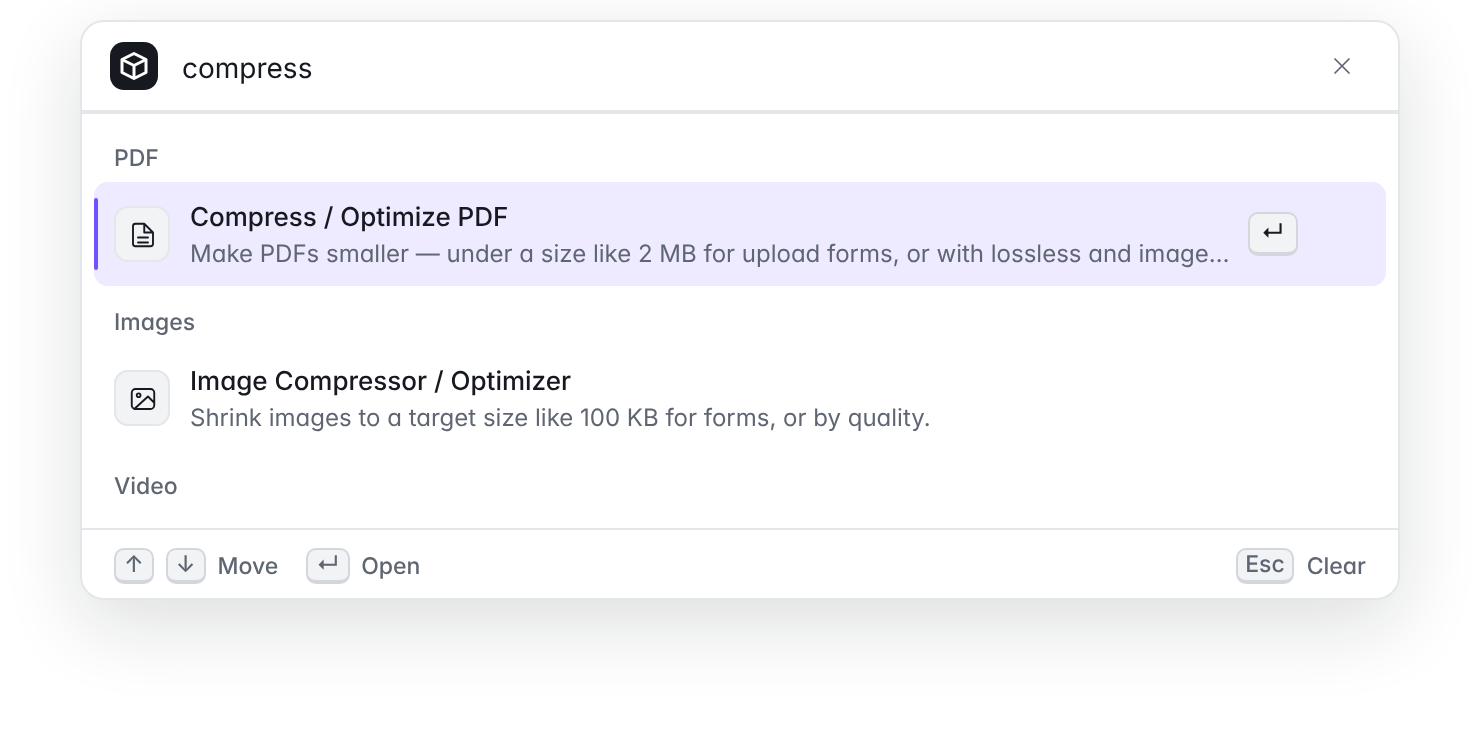 compress
PDF
Compress / Optimize PDF
Make PDFs smaller — under a size like 2 MB for upload forms, or with lossless and image...
Images
Image Compressor / Optimizer
Shrink images to a target size like 100 KB for forms, or by quality.
Video
↑ ↓ Move ↵ Open Esc Clear